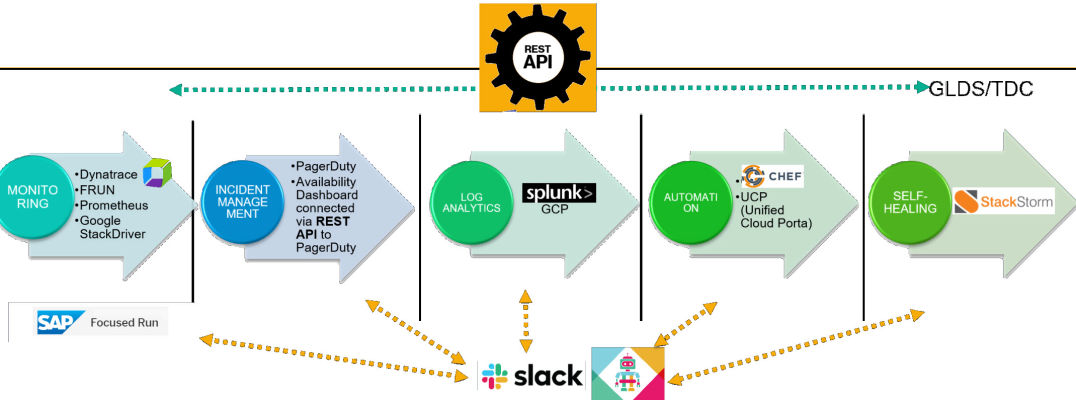 REST
API
GLDS/TDC
MONITO
RING
•Dynatrace
•FRUN
•Prometheus
•Google
StackDriver
INCIDENT
MANAGE
MENT
•PagerDuty
•Availability
Dashboard
connected
via REST
API to
PagerDuty
LOG
ANALYTICS
splunk>
GCP
AUTOMATI
ON
•
CHEF
•UCP
(Unified
Cloud Porta)
SELF-
HEALING
StackStorm
SAP Focused Run
slack